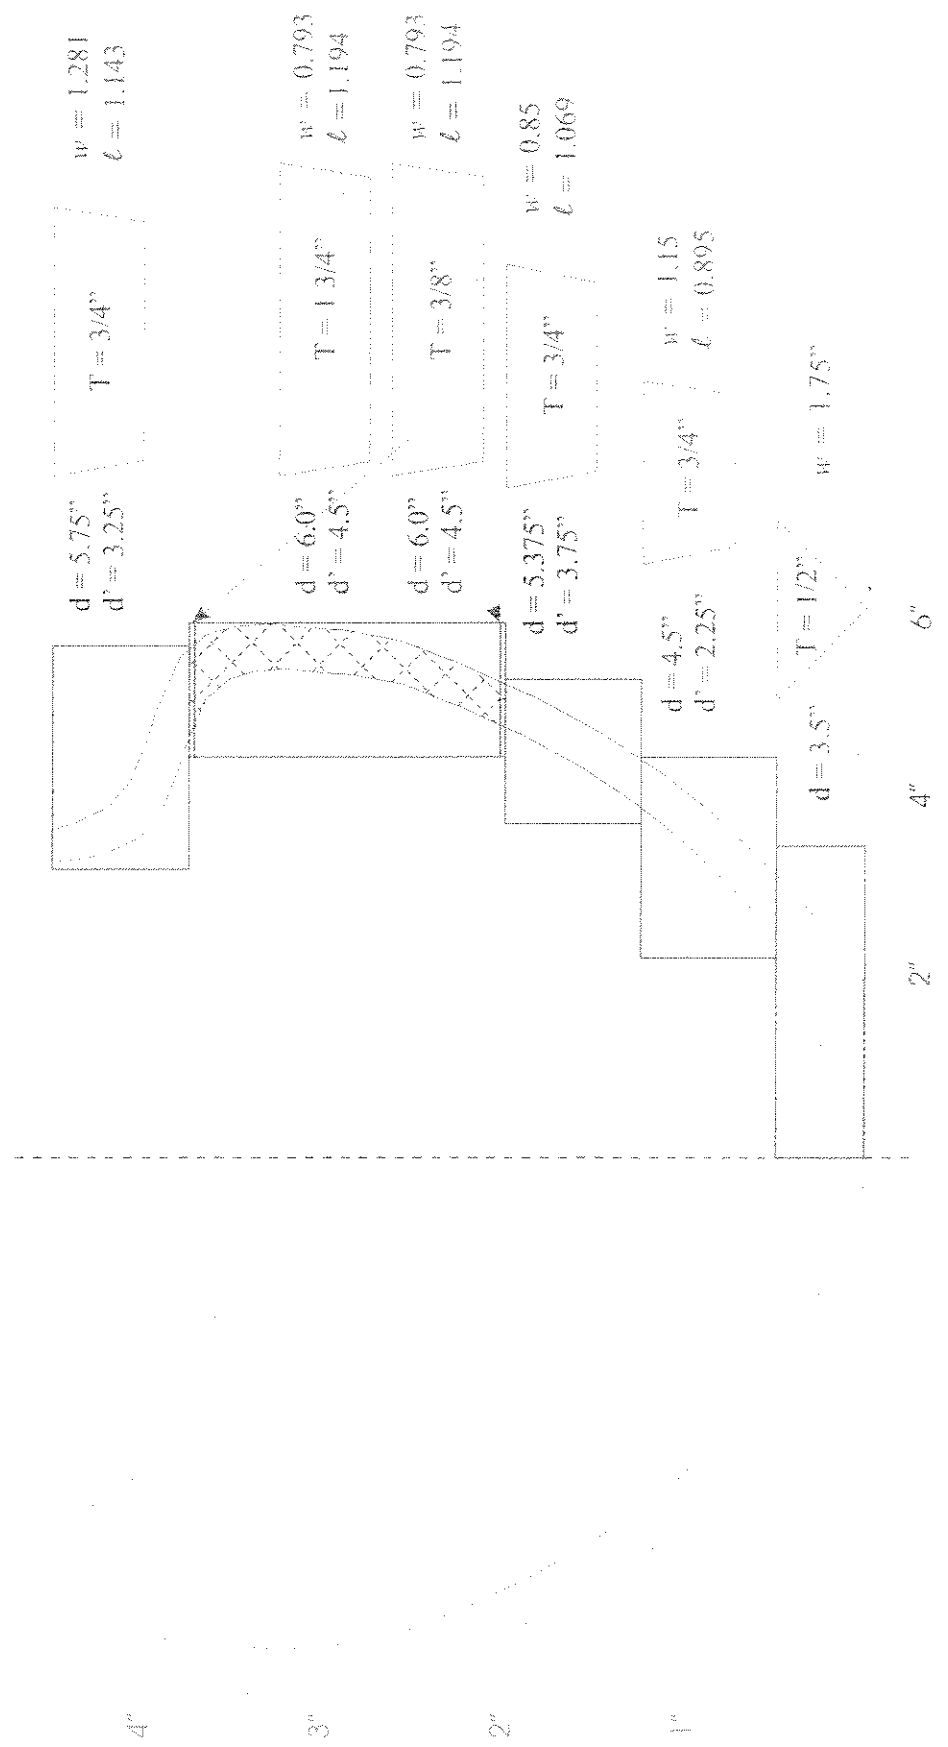 w = 1.281
ℓ = 1.143
T = 3/4”
d = 5.75”
d’ = 3.25”
w = 0.793
ℓ = 1.194
T = 1 3/4”
d = 6.0”
d’ = 4.5”
w = 0.793
ℓ = 1.194
T = 3/8”
d = 6.0”
d’ = 4.5”
w = 0.85
ℓ = 1.069
T = 3/4”
d = 5.375”
d’ = 3.75”
w = 1.15
ℓ = 0.895
T = 3/4”
d = 4.5”
d’ = 2.25”
w = 1.75”
T = 1/2”
d = 3.5”
6"
4"
2"
4"
3"
2"
1"